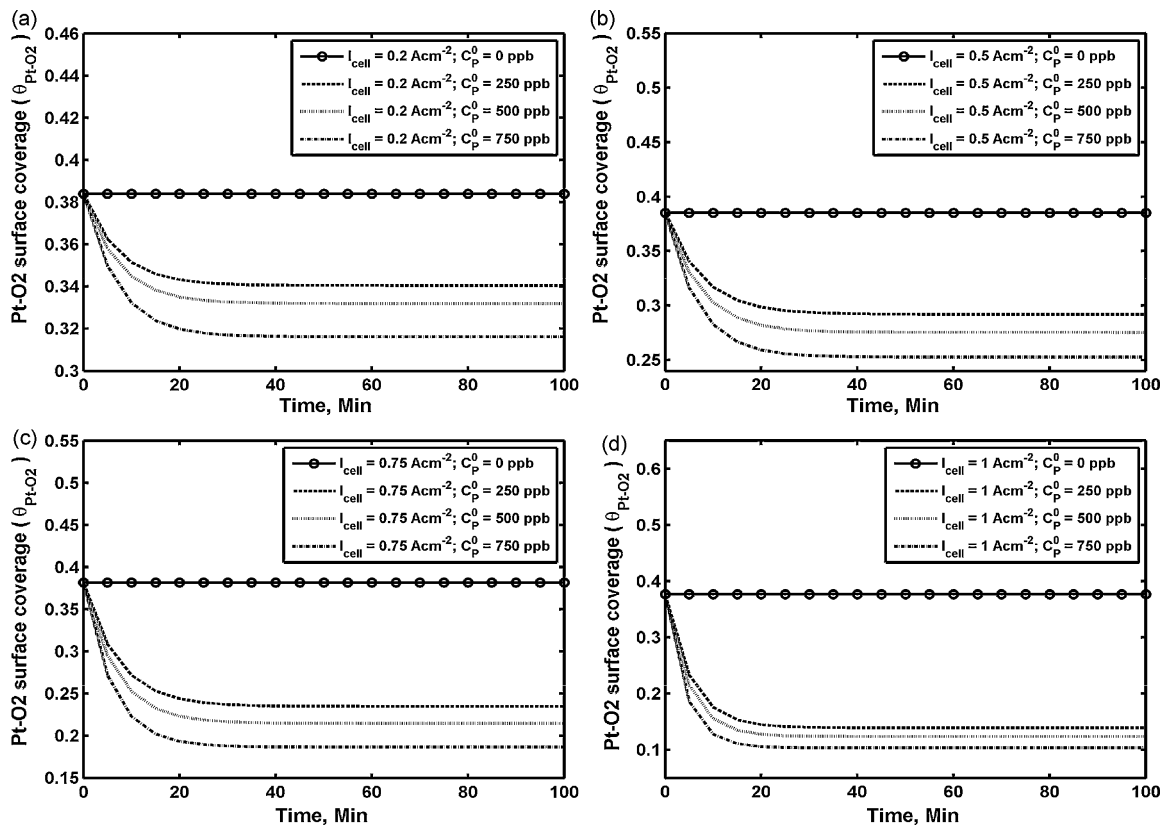 (a)
Pt-O2 surface coverage ( θPt-O2 )
0.46
0.44
0.42
0.4
0.38
0.36
0.34
0.32
0.3
Icell = 0.2 Acm-2; C0P = 0 ppb
Icell = 0.2 Acm-2; C0P = 250 ppb
Icell = 0.2 Acm-2; C0P = 500 ppb
Icell = 0.2 Acm-2; C0P = 750 ppb
0 20 40 60 80 100
Time, Min
(b)
Pt-O2 surface coverage ( θPt-O2 )
0.55
0.5
0.45
0.4
0.35
0.3
0.25
Icell = 0.5 Acm-2; C0P = 0 ppb
Icell = 0.5 Acm-2; C0P = 250 ppb
Icell = 0.5 Acm-2; C0P = 500 ppb
Icell = 0.5 Acm-2; C0P = 750 ppb
0 20 40 60 80 100
Time, Min
(c)
Pt-O2 surface coverage ( θPt-O2 )
0.55
0.5
0.45
0.4
0.35
0.3
0.25
0.2
0.15
Icell = 0.75 Acm-2; C0P = 0 ppb
Icell = 0.75 Acm-2; C0P = 250 ppb
Icell = 0.75 Acm-2; C0P = 500 ppb
Icell = 0.75 Acm-2; C0P = 750 ppb
0 20 40 60 80 100
Time, Min
(d)
Pt-O2 surface coverage ( θPt-O2 )
0.6
0.5
0.4
0.3
0.2
0.1
Icell = 1 Acm-2; C0P = 0 ppb
Icell = 1 Acm-2; C0P = 250 ppb
Icell = 1 Acm-2; C0P = 500 ppb
Icell = 1 Acm-2; C0P = 750 ppb
0 20 40 60 80 100
Time, Min